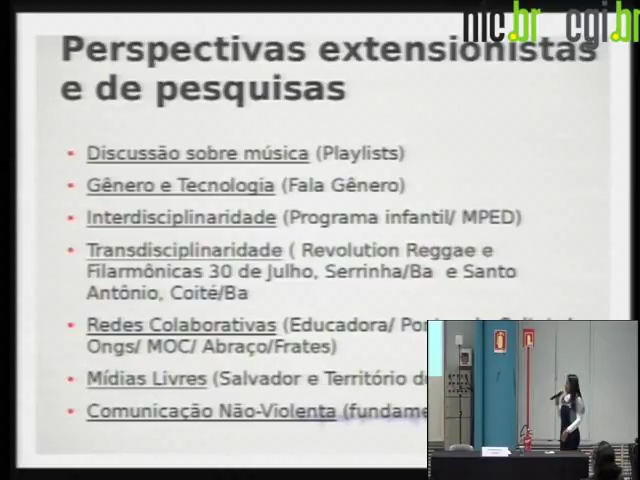 nic.br cgi.br
Perspectivas extensionistas
e de pesquisas
• Discussão sobre música (Playlists)
• Gênero e Tecnologia (Fala Gênero)
• Interdisciplinaridade (Programa infantil/ MPED)
• Transdisciplinaridade ( Revolution Reggae e
Filarmônicas 30 de Julho, Serrinha/Ba e Santo
Antônio, Coité/Ba
• Redes Colaborativas (Educadora/
Ongs/ MOC/ Abraço/Frates)
• Mídias Livres (Salvador e Território
• Comunicação Não-Violenta